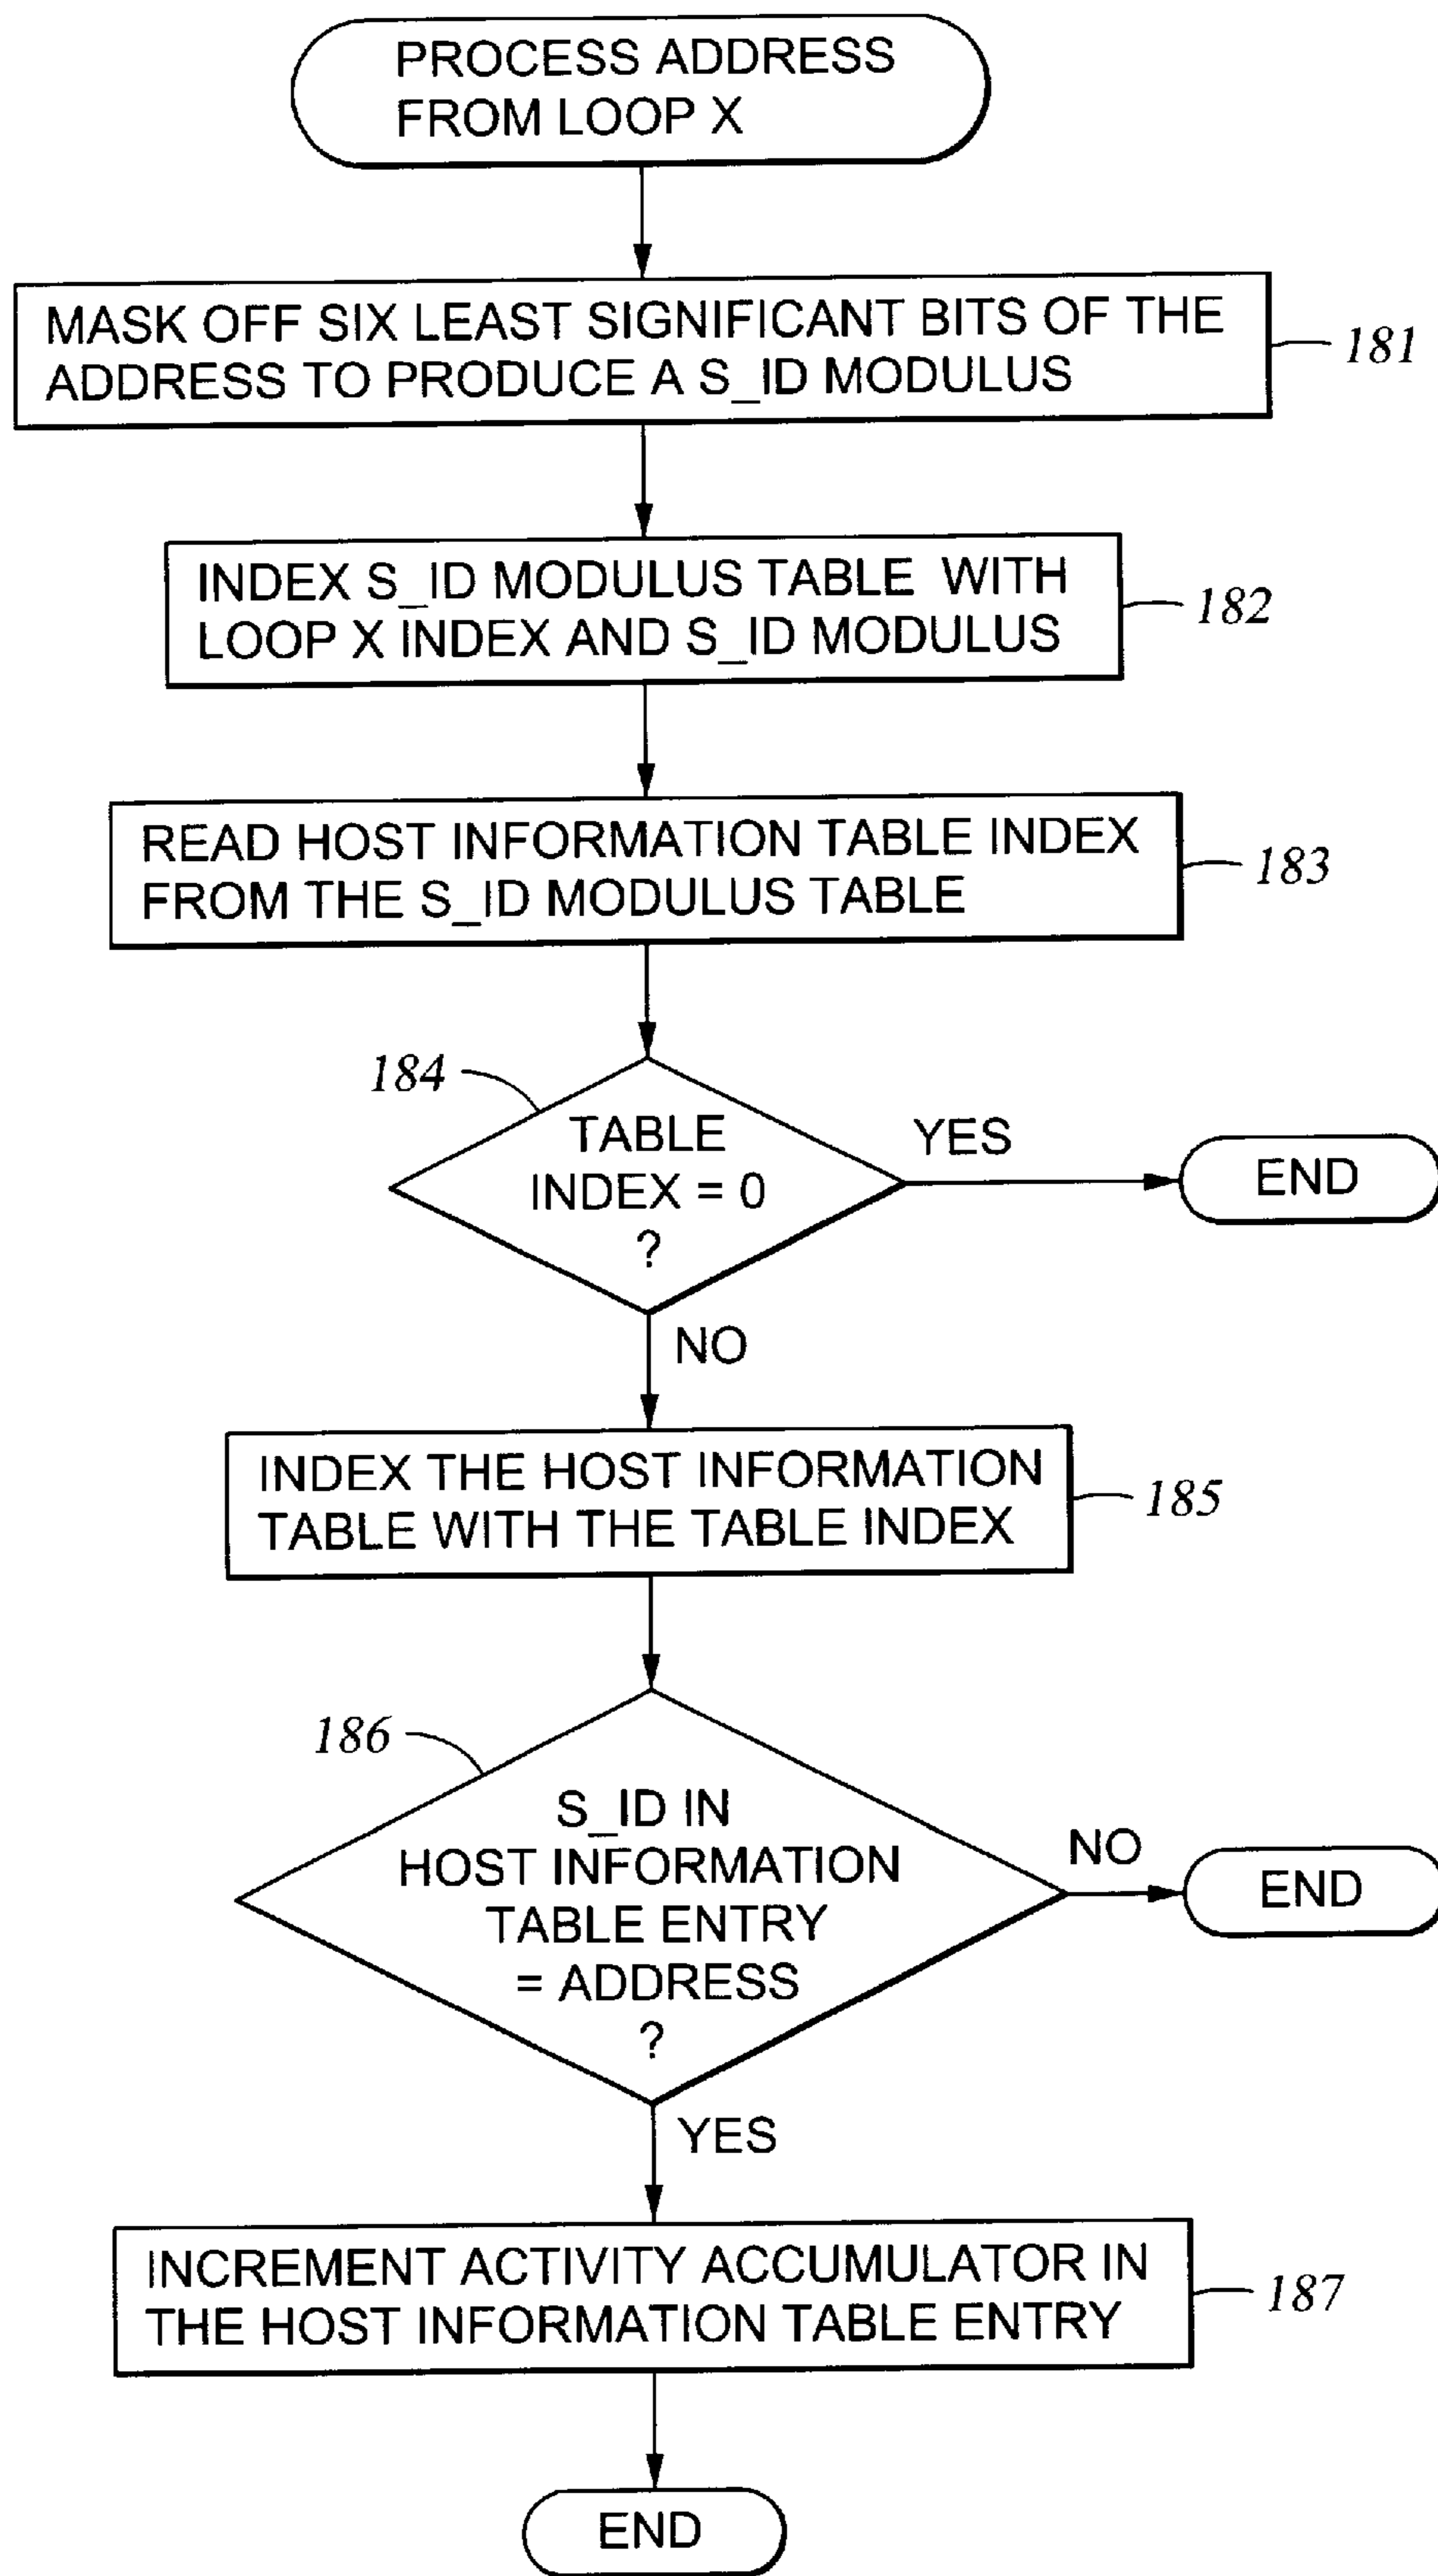 PROCESS ADDRESS
FROM LOOP X
MASK OFF SIX LEAST SIGNIFICANT BITS OF THE
ADDRESS TO PRODUCE A S_ID MODULUS
181
INDEX S_ID MODULUS TABLE WITH
LOOP X INDEX AND S_ID MODULUS
182
READ HOST INFORMATION TABLE INDEX
FROM THE S_ID MODULUS TABLE
183
184
TABLE
INDEX = 0
?
YES
END
NO
INDEX THE HOST INFORMATION
TABLE WITH THE TABLE INDEX
185
186
S_ID IN
HOST INFORMATION
TABLE ENTRY
= ADDRESS
?
NO
END
YES
INCREMENT ACTIVITY ACCUMULATOR IN
THE HOST INFORMATION TABLE ENTRY
187
END